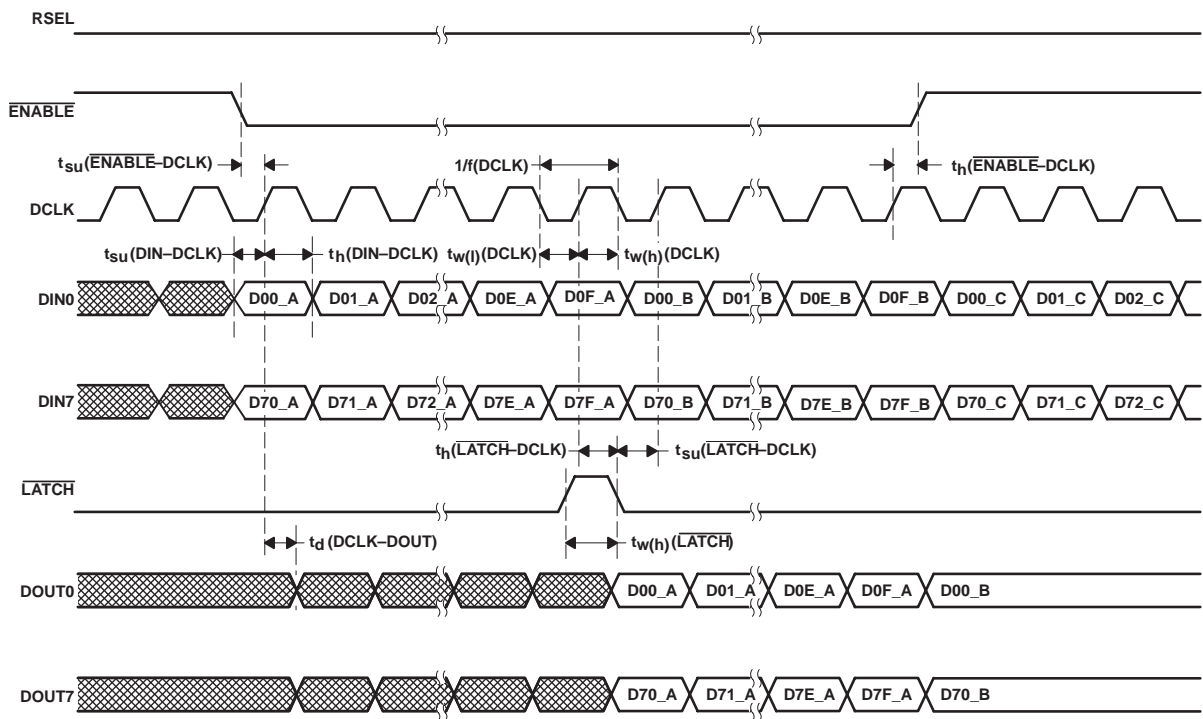 RSEL
ENABLE
tsu(ENABLE–DCLK)
1/f(DCLK)
th(ENABLE–DCLK)
DCLK
tsu(DIN–DCLK)
th(DIN–DCLK)
tw(l)(DCLK)
tw(h)(DCLK)
DIN0 D00_A D01_A D02_A D0E_A D0F_A D00_B D01_B D0E_B D0F_B D00_C D01_C D02_C
DIN7 D70_A D71_A D72_A D7E_A D7F_A D70_B D71_B D7E_B D7F_B D70_C D71_C D72_C
th(LATCH–DCLK)
tsu(LATCH–DCLK)
LATCH
td(DCLK–DOUT)
tw(h)(LATCH)
DOUT0 D00_A D01_A D0E_A D0F_A D00_B
DOUT7 D70_A D71_A D7E_A D7F_A D70_B